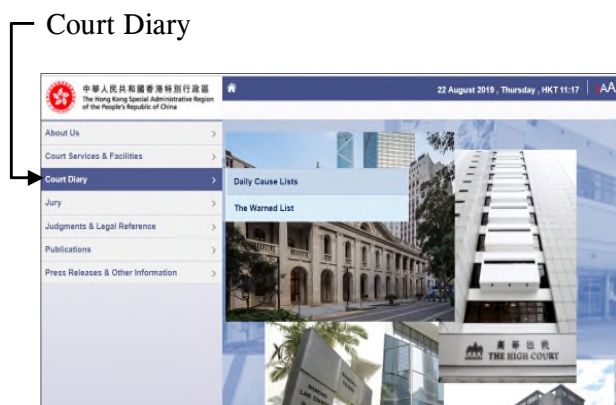 Court Diary
中華人民共和國香港特別行政區
The Hong Kong Special Administrative Region
of the People's Republic of China
22 August 2019 , Thursday , HKT 11:17
AAA
About Us
Court Services & Facilities
Court Diary
Daily Cause Lists
Jury
The Warned List
Judgments & Legal Reference
Publications
Press Releases & Other Information
高等法院
THE HIGH COURT